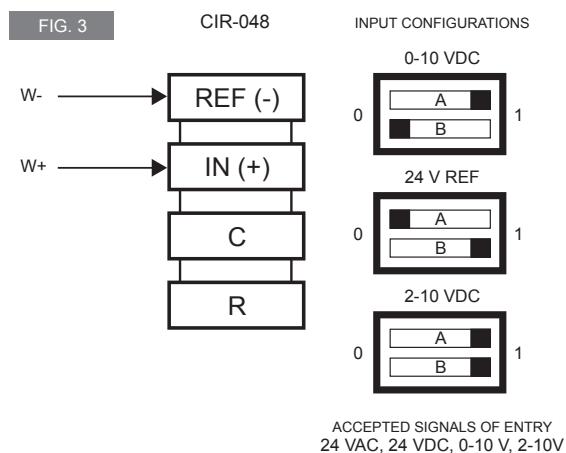 FIG. 3
CIR-048
INPUT CONFIGURATIONS
W-
REF (-)
W+
IN (+)
C
R
0-10 VDC
0
A
B
1
24 V REF
0
A
B
1
2-10 VDC
0
A
B
1
ACCEPTED SIGNALS OF ENTRY
24 VAC, 24 VDC, 0-10 V, 2-10V